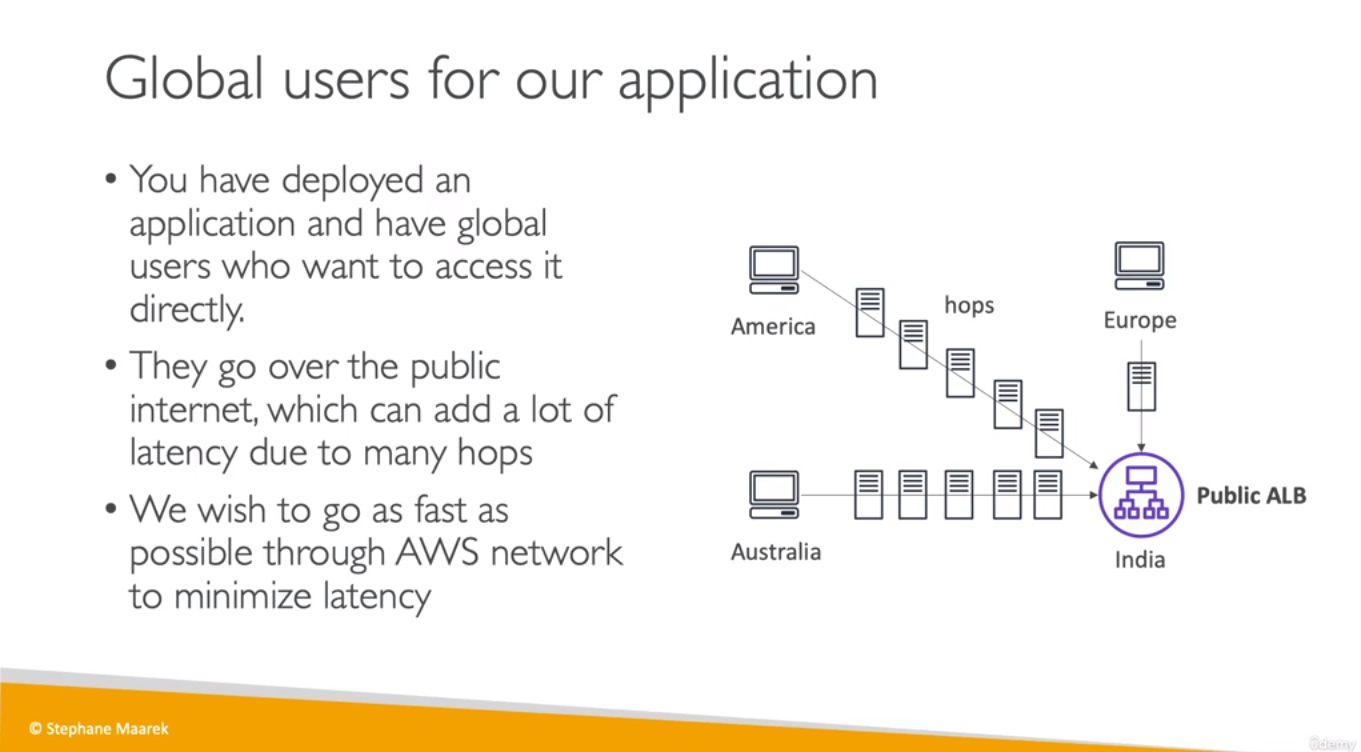 Global users for our application
• You have deployed an
application and have global
users who want to access it
directly.
• They go over the public
internet, which can add a lot of
latency due to many hops
• We wish to go as fast as
possible through AWS network
to minimize latency
America
hops
Europe
Australia
Public ALB
India
© Stephane Maarek
ûdemy